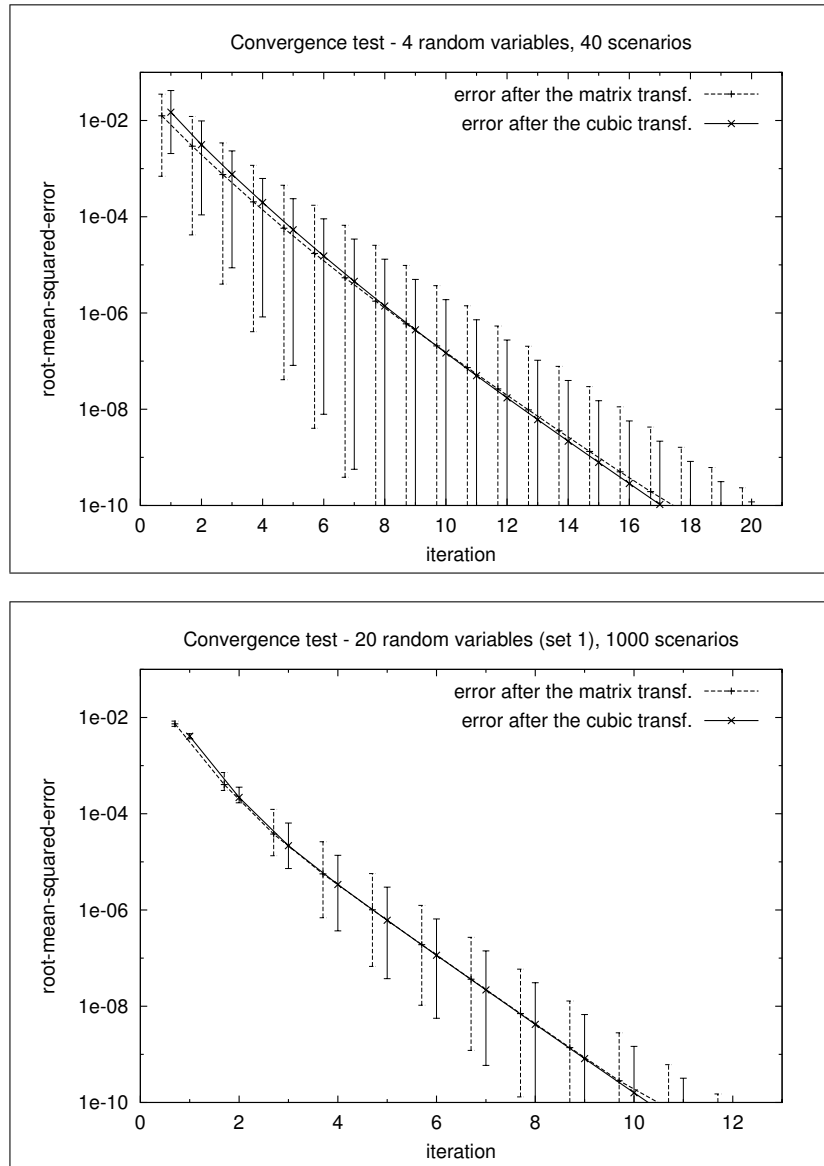 Convergence test - 4 random variables, 40 scenarios
error after the matrix transf.
error after the cubic transf.
root-mean-squared-error
1e-02
1e-04
1e-06
1e-08
1e-10
0 2 4 6 8 10 12 14 16 18 20
iteration
Convergence test - 20 random variables (set 1), 1000 scenarios
error after the matrix transf.
error after the cubic transf.
root-mean-squared-error
1e-02
1e-04
1e-06
1e-08
1e-10
0 2 4 6 8 10 12
iteration